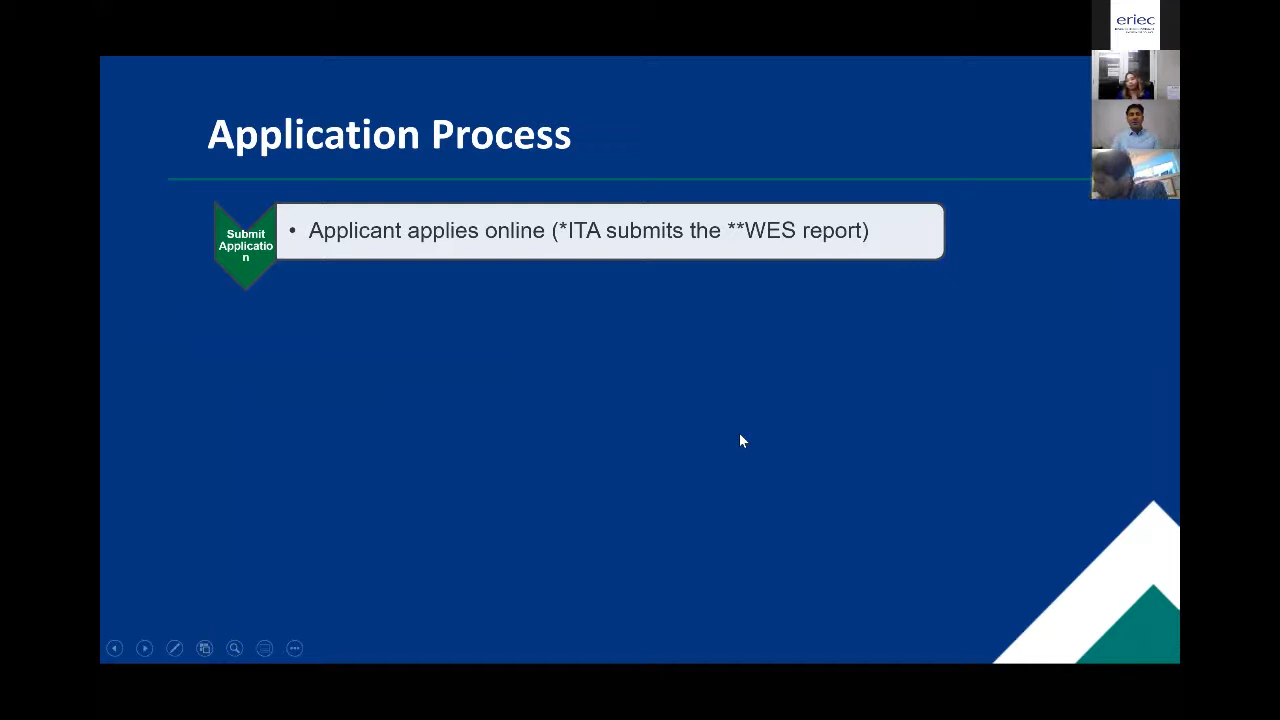 eriec
Application Process
Submit
Applicatio
n
• Applicant applies online (*ITA submits the **WES report)